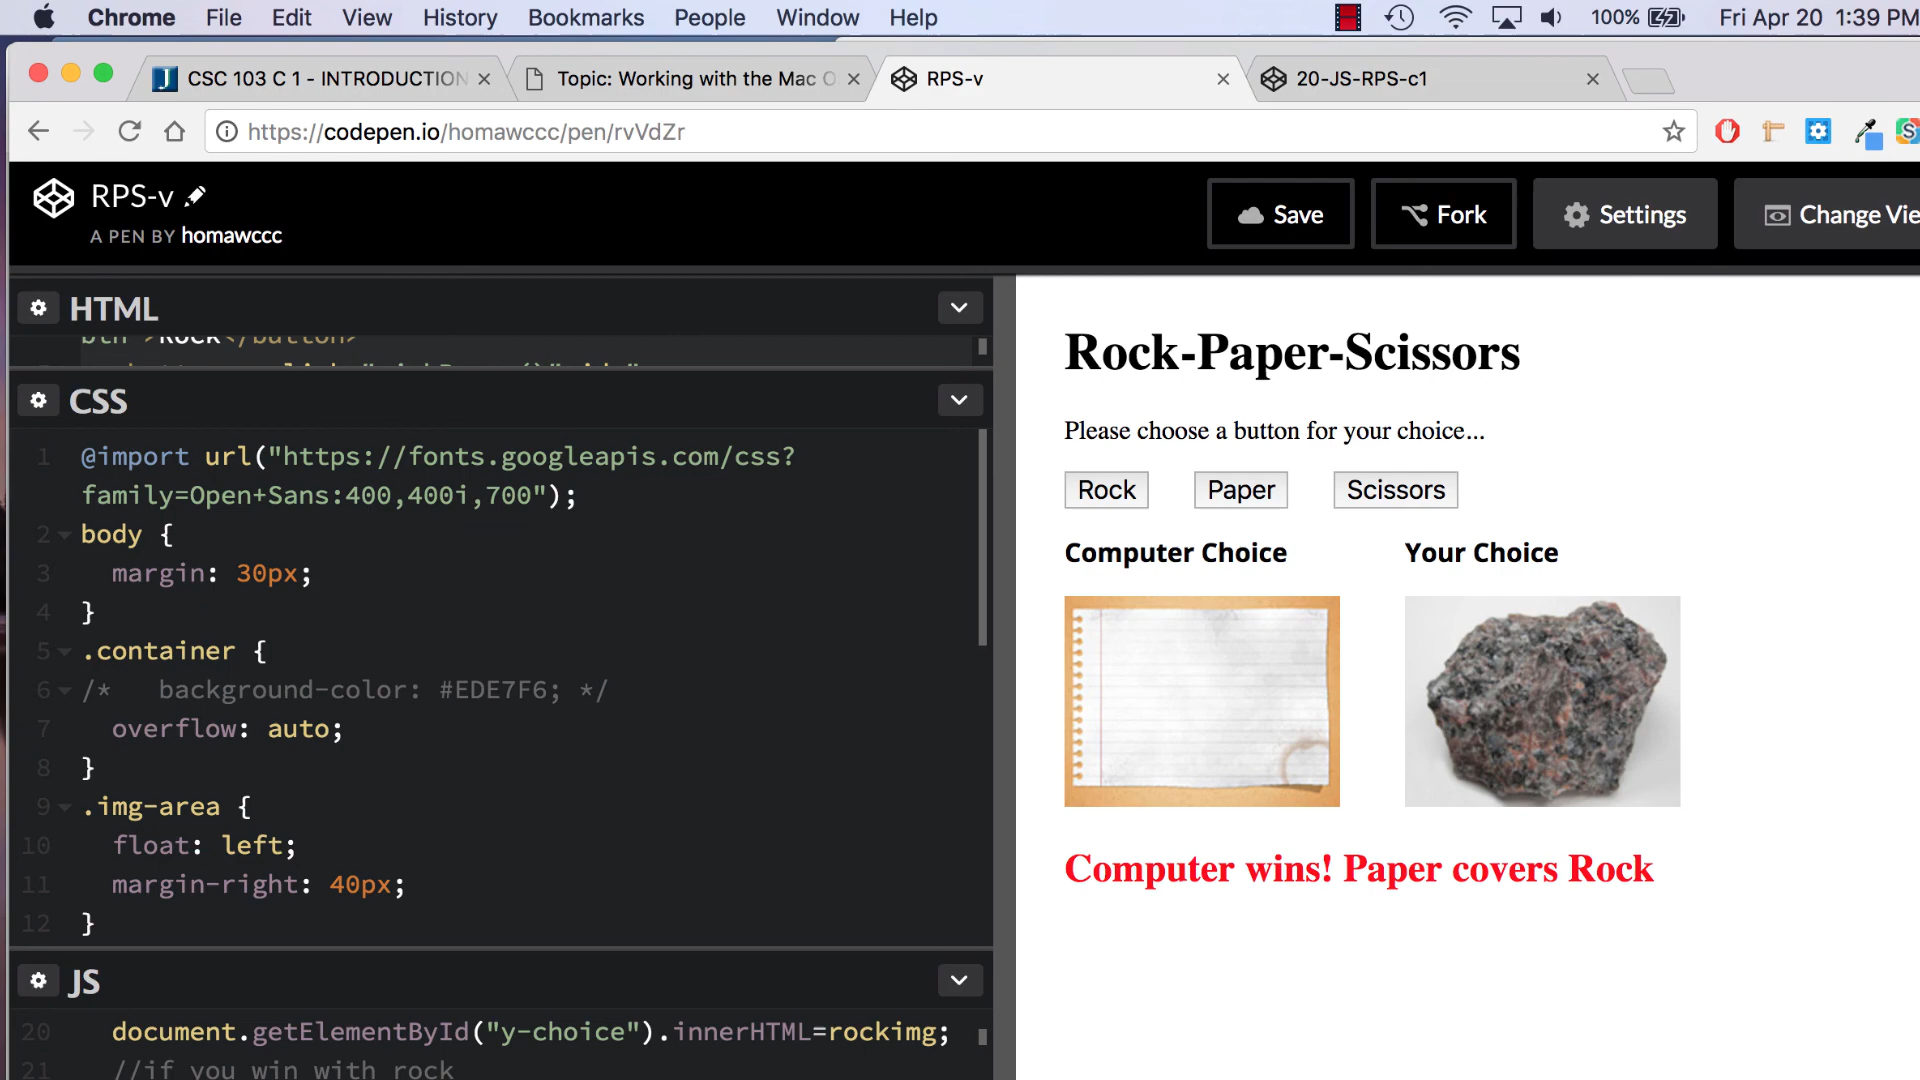 Chrome File Edit View History Bookmarks People Window Help 100% Fri Apr 20 1:39 PM
CSC 103 C 1 - INTRODUCTION Topic: Working with the Mac O RPS-v 20-JS-RPS-c1
https://codepen.io/homawccc/pen/rvVdZr
RPS-v
A PEN BY homawccc
Save Fork Settings Change Vie
HTML
btn">Rock</button>
CSS
1 @import url("https://fonts.googleapis.com/css?
family=Open+Sans:400,400i,700");
2 body {
3 margin: 30px;
4 }
5 .container {
6 /* background-color: #EDE7F6; */
7 overflow: auto;
8 }
9 .img-area {
10 float: left;
11 margin-right: 40px;
12 }
JS
20 document.getElementById("y-choice").innerHTML=rockimg;
21 //if you win with rock
Rock-Paper-Scissors
Please choose a button for your choice...
Rock Paper Scissors
Computer Choice Your Choice
Computer wins! Paper covers Rock